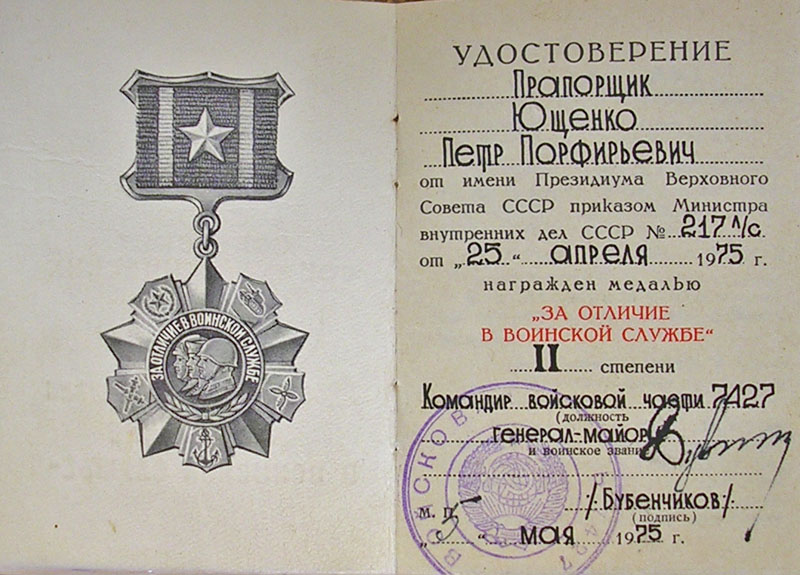 ЗА ОТЛИЧИЕ В ВОИНСКОЙ СЛУЖБЕ
УДОСТОВЕРЕНИЕ
Прапорщик
Ющенко
Петр Порфирьевич
от имени Президиума Верховного
Совета СССР приказом Министра
внутренних дел СССР № 217 л/с
от „25“ апреля 1975 г.
награжден медалью
„ЗА ОТЛИЧИЕ
В ВОИНСКОЙ СЛУЖБЕ“
II степени
Командир войсковой части 7427
(должность
генерал-майор
и воинское звание
/Бубенчиков/
М. П.
(подпись)
„5“ мая 1975 г.